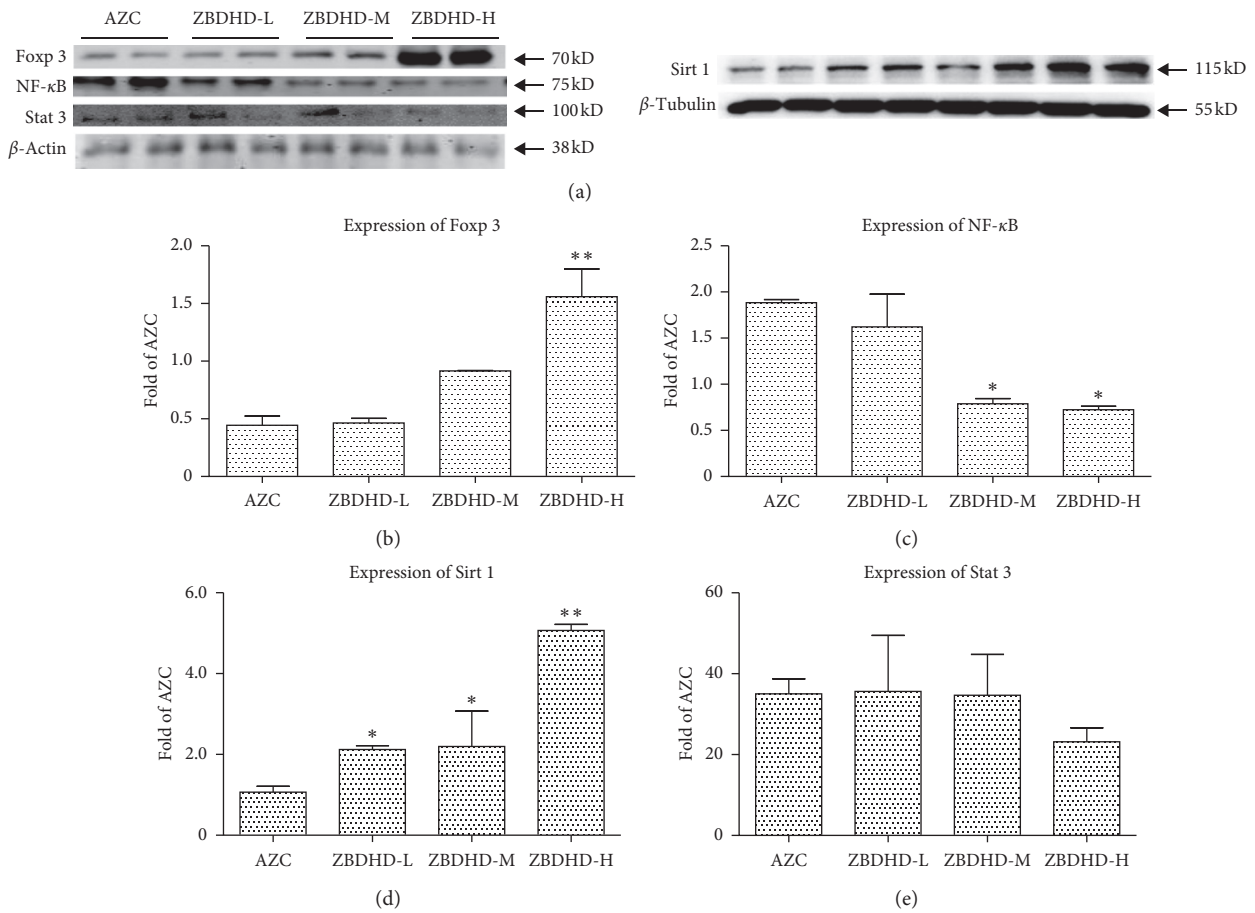 AZC ZBDHD-L ZBDHD-M ZBDHD-H
Foxp 3 70 kD
NF-κB 75 kD
Stat 3 100 kD
β-Actin 38 kD
Sirt 1 115 kD
β-Tubulin 55 kD
(a)
Expression of Foxp 3
Fold of AZC
2.0
1.5
1.0
0.5
0
**
AZC ZBDHD-L ZBDHD-M ZBDHD-H
(b)
Expression of NF-κB
Fold of AZC
2.5
2.0
1.5
1.0
0.5
0
* *
AZC ZBDHD-L ZBDHD-M ZBDHD-H
(c)
Expression of Sirt 1
Fold of AZC
6.0
4.0
2.0
0
* * **
AZC ZBDHD-L ZBDHD-M ZBDHD-H
(d)
Expression of Stat 3
Fold of AZC
60
40
20
0
AZC ZBDHD-L ZBDHD-M ZBDHD-H
(e)